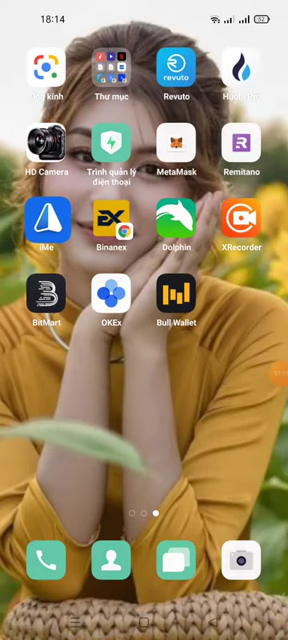 18:14
52
revuto
Thư mục
Revuto
HD Camera
Trình quản lý
điện thoại
MetaMask
Remitano
iMe
Binanex
Dolphin
XRecorder
BitMart
OKEx
Bull Wallet